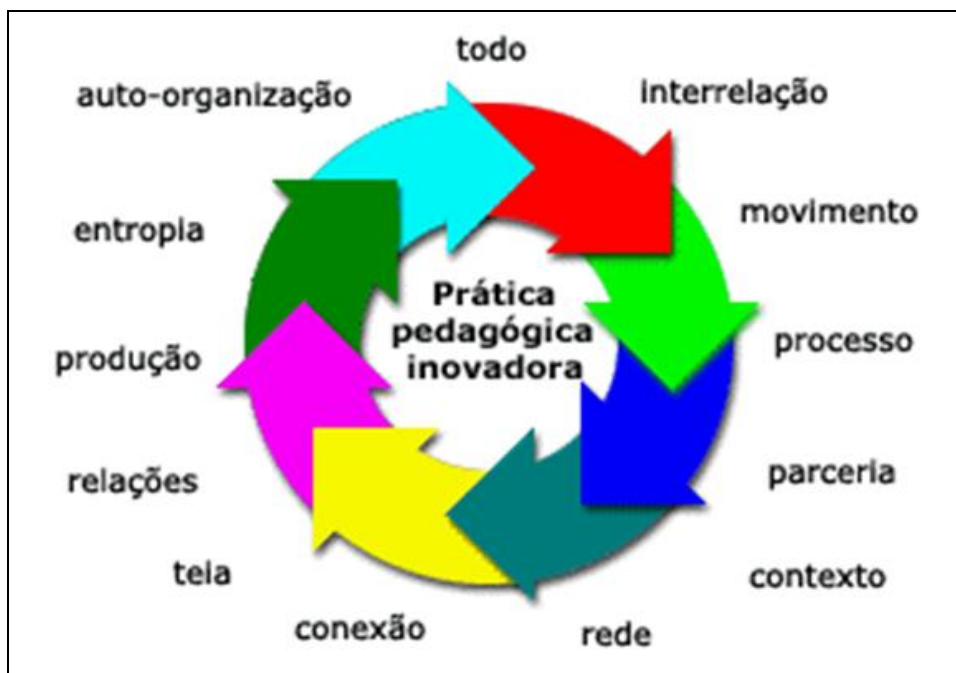 todo
interrelação
movimento
processo
parceria
contexto
rede
conexão
teia
relações
produção
entropia
auto-organização
Prática
pedagógica
inovadora